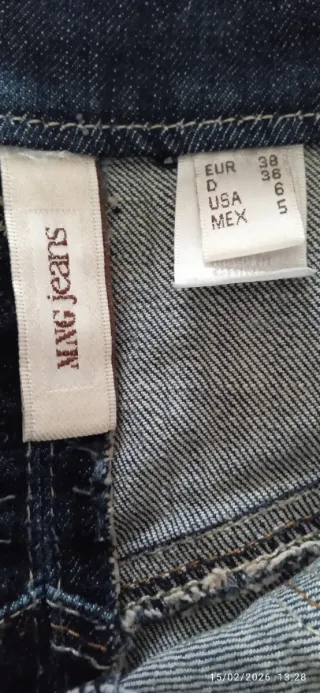 MNG jeans
EUR 38
D 36
USA 6
MEX 5
15/02/2026 13:28